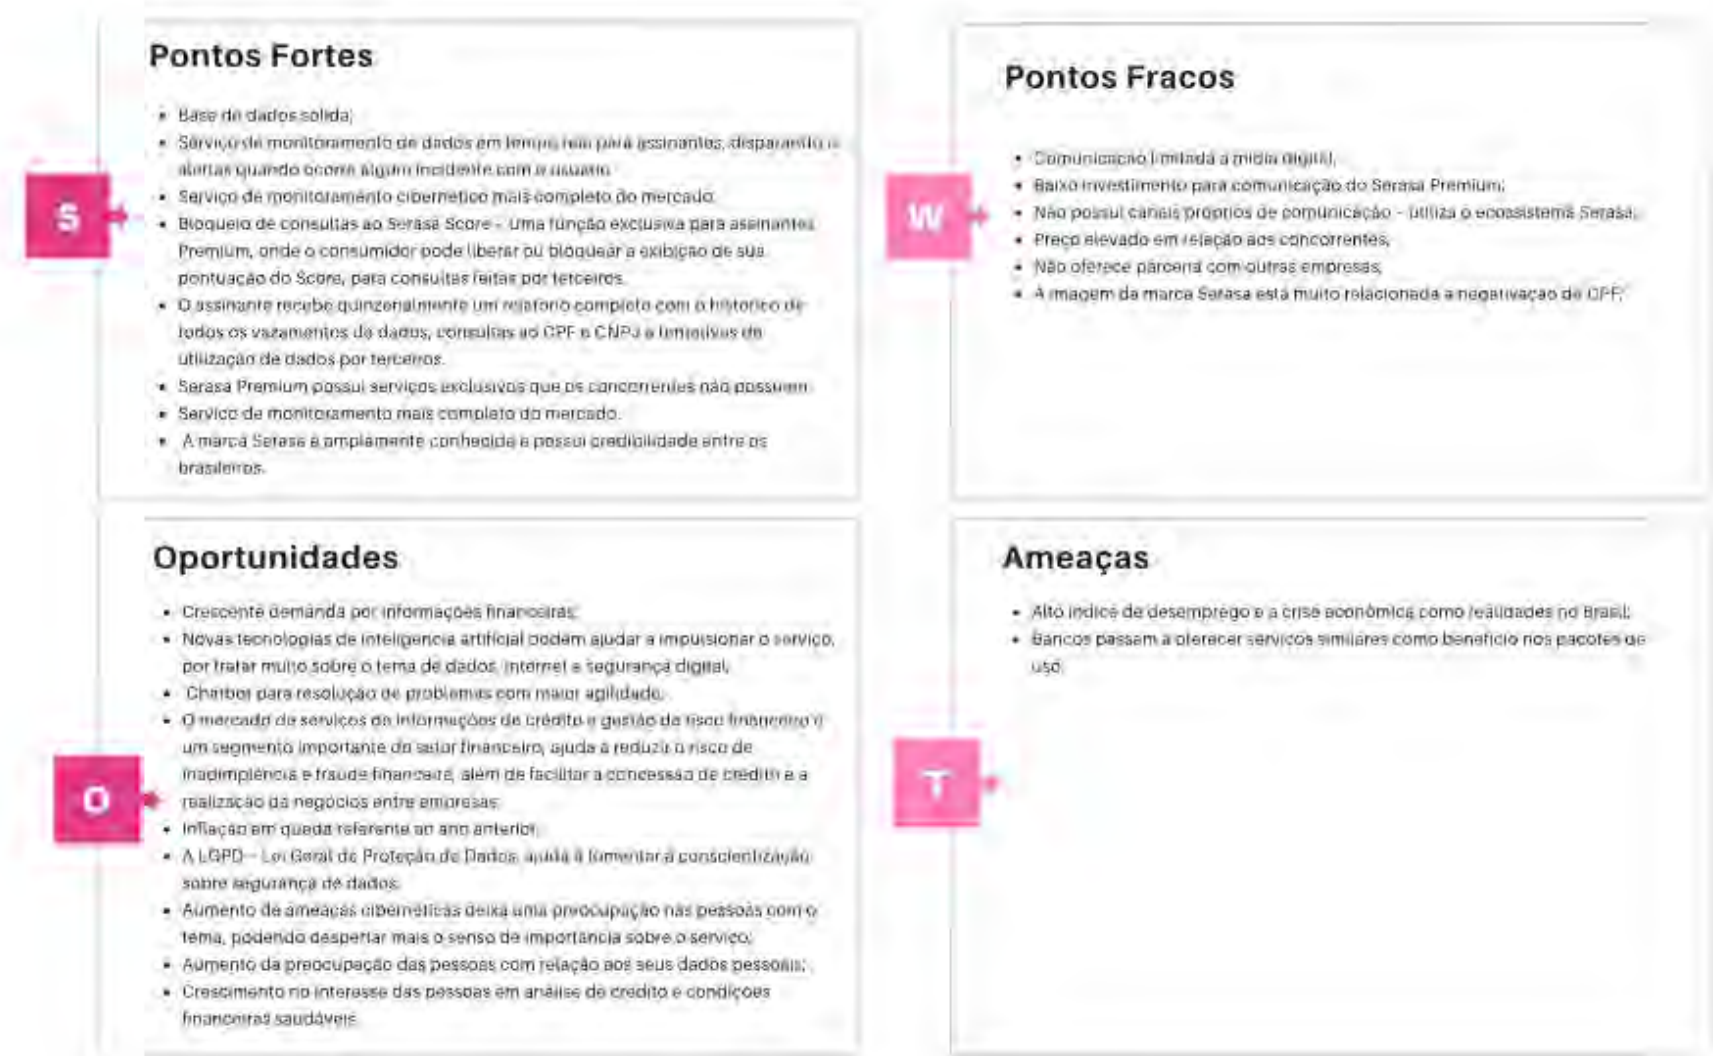 Pontos Fortes
S
• Base de dados solida;
• Serviço de monitoramento de dados em tempo real para assinantes, disparando
alertas quando ocorre algum incidente com o usuario
• Serviço de monitoramento cibernetico mais completo do mercado.
• Bloqueio de consultas ao Serasa Score - Uma função exclusiva para assinantes
Premium, onde o consumidor pode liberar ou bloquear a exibição de sua
pontuação do Score, para consultas feitas por terceiros.
• O assinante recebe quinzenalmente um relatório completo com o histórico de
todos os vazamentos de dados, consultas ao CPF e CNPJ e tentativas de
utilização de dados por terceiros.
• Serasa Premium possui serviços exclusivos que os concorrentes não possuem
• Servico de monitoramento mais completo do mercado.
• A marca Serasa é amplamente conhecida e possui credibilidade entre os
brasileiros.
Pontos Fracos
W
• Comunicação limitada a mídia digital,
• Baixo investimento para comunicação do Serasa Premium;
• Não possui canais próprios de comunicação - utiliza o ecossistema Serasa,
• Preço elevado em relação aos concorrentes,
• Não oferece parceria com outras empresas,
• A imagem da marca Serasa está muito relacionada a negativação de CPF;
Oportunidades
O
• Crescente demanda por informações financeiras;
• Novas tecnologias de inteligência artificial podem ajudar a impulsionar o serviço,
por tratar muito sobre o tema de dados, internet e segurança digital,
• Chatbot para resolução de problemas com maior agilidade.
• O mercado de serviços de informações de crédito e gestão de risco financeiro é
um segmento importante do setor financeiro, ajuda a reduzir o risco de
inadimplência e fraude financeira, além de facilitar a concessão de crédito e a
realização de negócios entre empresas.
• Inflação em queda referente ao ano anterior,
• A LGPD - Lei Geral de Proteção de Dados, ajuda a fomentar a conscientização
sobre segurança de dados.
• Aumento de ameaças cibernéticas deixa uma preocupação nas pessoas com o
tema, podendo despertar mais o senso de importância sobre o serviço;
• Aumento da preocupação das pessoas com relação aos seus dados pessoais;
• Crescimento no interesse das pessoas em análise de crédito e condições
financeiras saudáveis
Ameaças
T
• Alto índice de desemprego e a crise econômica como realidades no Brasil;
• Bancos passam a oferecer serviços similares como benefício nos pacotes de
uso;